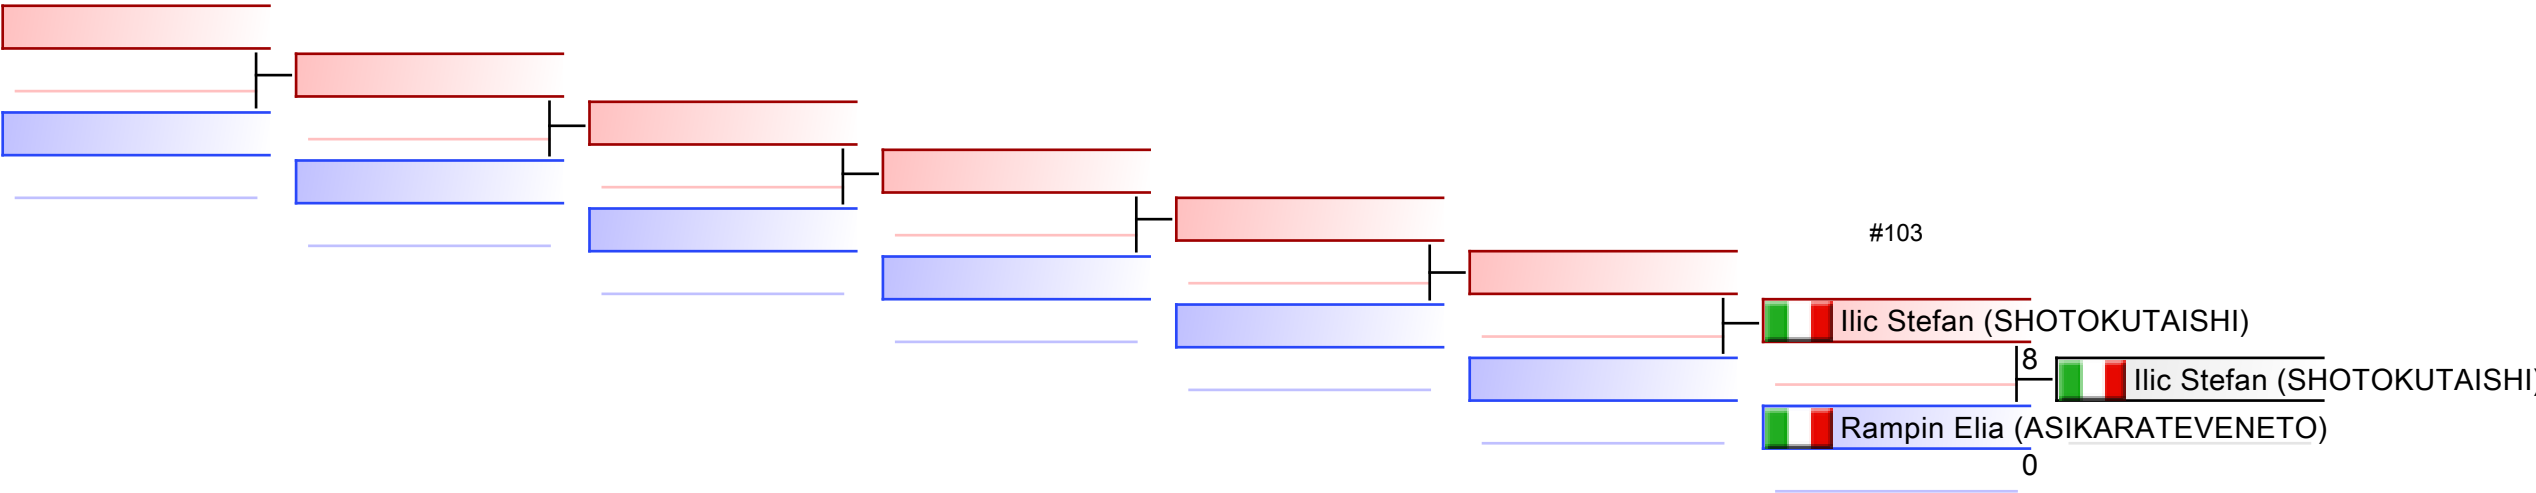 #103
Ilic Stefan (SHOTOKUTAISHI)
8
Ilic Stefan (SHOTOKUTAISHI)
Rampin Elia (ASIKARATEVENETO)
0